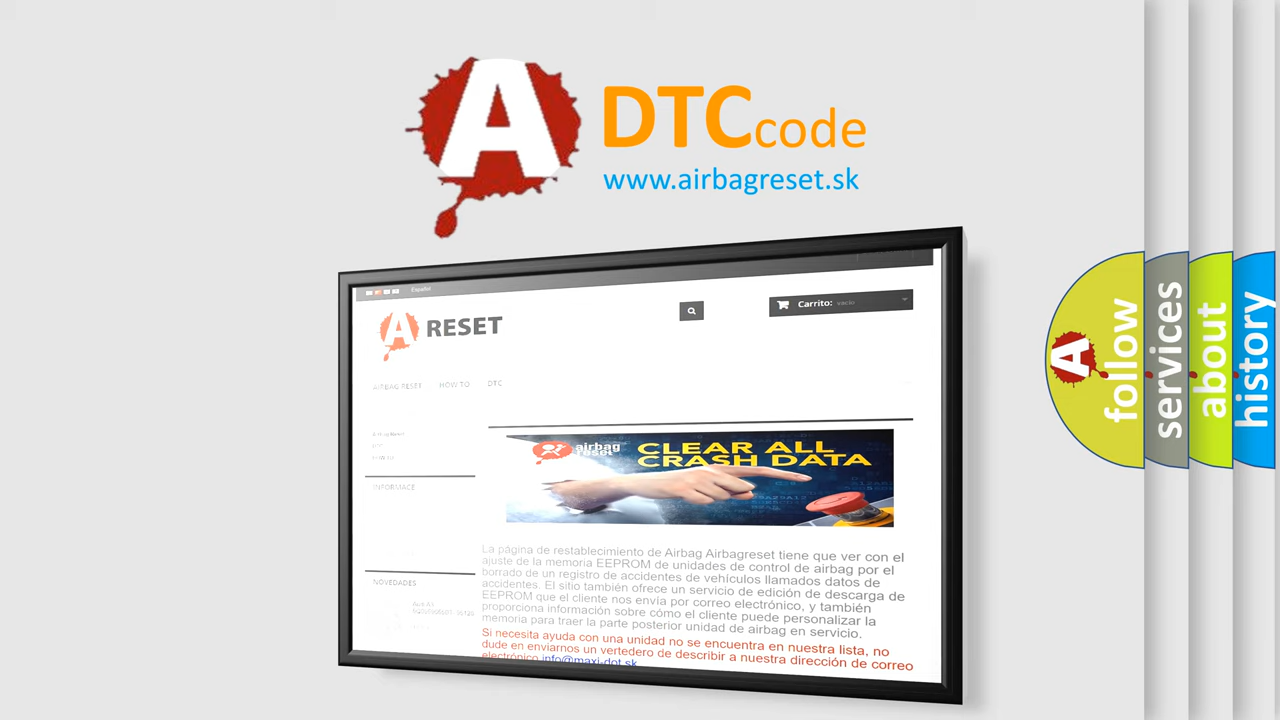 A DTCcode
www.airbagreset.sk
Español
A RESET
Carrito: vacío
AIRBAG RESET HOW TO DTC
INFORMACE
NOVEDADES
airbag
reset
CLEAR ALL
CRASH DATA
La página de restablecimiento de Airbag Airbagreset tiene que ver con el
ajuste de la memoria EEPROM de unidades de control de airbag por el
borrado de un registro de accidentes de vehículos llamados datos de
accidentes. El sitio también ofrece un servicio de edición de descarga de
EEPROM que el cliente nos envía por correo electrónico, y también
proporciona información sobre cómo el cliente puede personalizar la
memoria para traer la parte posterior unidad de airbag en servicio.
Si necesita ayuda con una unidad no se encuentra en nuestra lista, no
dude en enviarnos un vertedero de describir a nuestra dirección de correo
electrónico info@maxi-dot.sk
A
follow
services
about
history